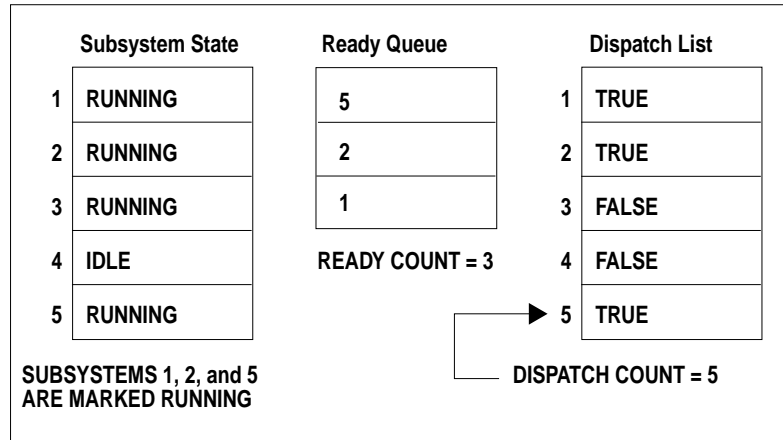 Subsystem State
1 RUNNING
2 RUNNING
3 RUNNING
4 IDLE
5 RUNNING
SUBSYSTEMS 1, 2, and 5
ARE MARKED RUNNING
Ready Queue
5
2
1
READY COUNT = 3
Dispatch List
1 TRUE
2 TRUE
3 FALSE
4 FALSE
5 TRUE
DISPATCH COUNT = 5